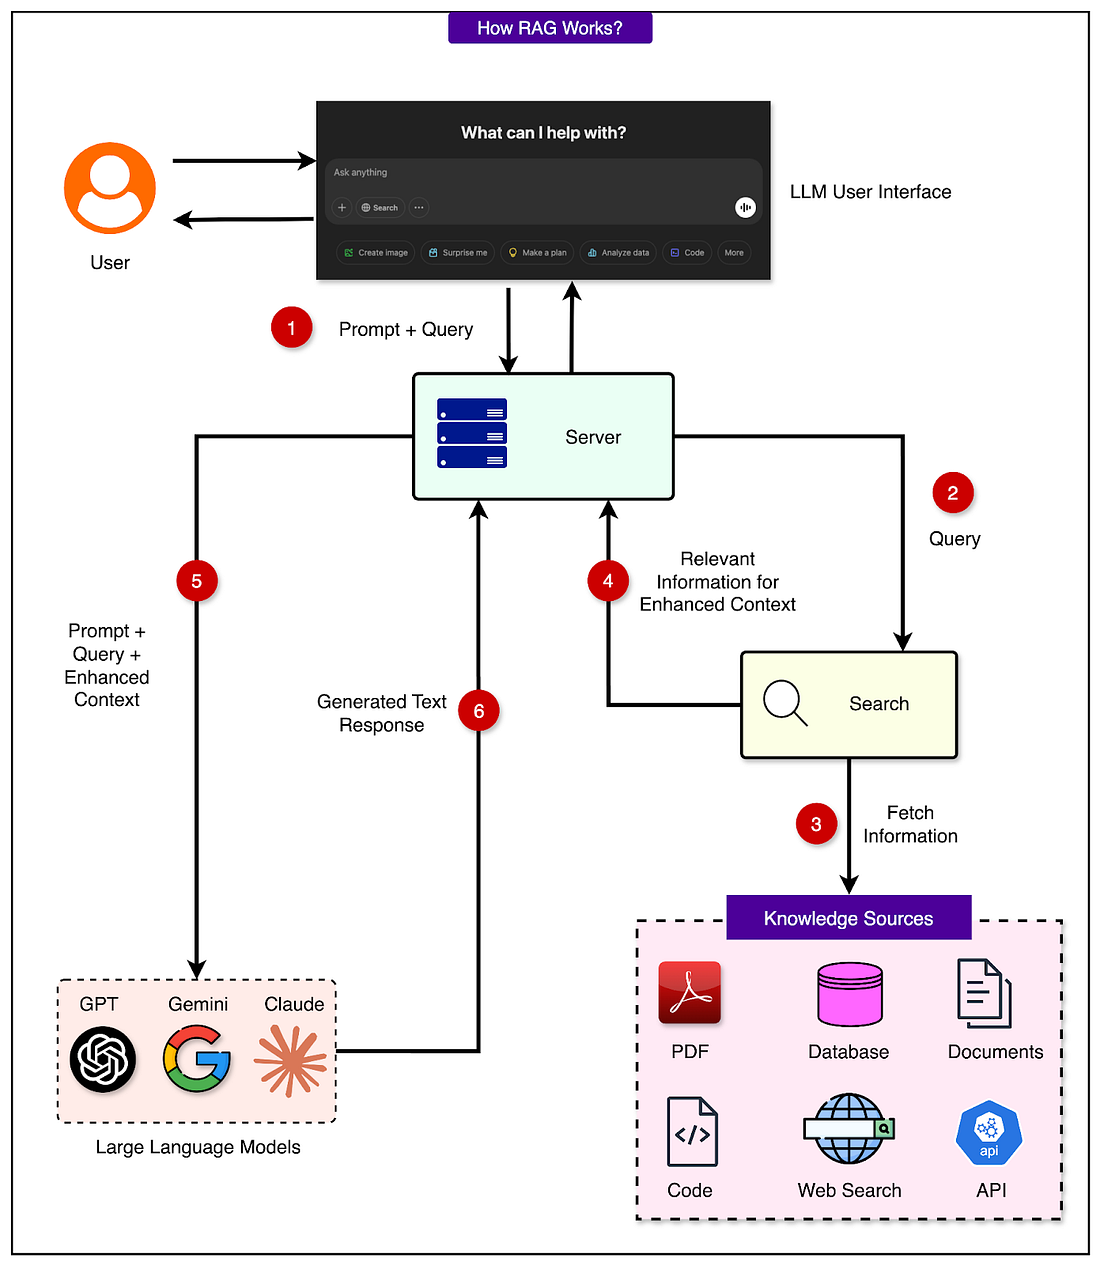 How RAG Works?
What can I help with?
Ask anything
Search
Create image
Surprise me
Make a plan
Analyze data
Code
More
LLM User Interface
User
1
Prompt + Query
Server
2
Query
5
Prompt +
Query +
Enhanced
Context
4
Relevant
Information for
Enhanced Context
Generated Text
Response
6
Search
3
Fetch
Information
Knowledge Sources
PDF
Database
Documents
Code
Web Search
api
API
GPT
Gemini
Claude
Large Language Models